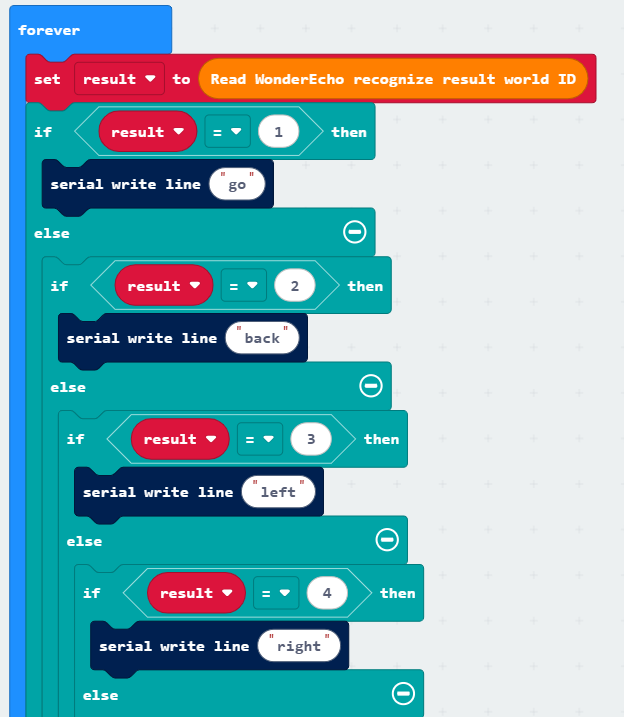 forever
set result to Read WonderEcho recognize result world ID
if result = 1 then
serial write line "go"
else
if result = 2 then
serial write line "back"
else
if result = 3 then
serial write line "left"
else
if result = 4 then
serial write line "right"
else